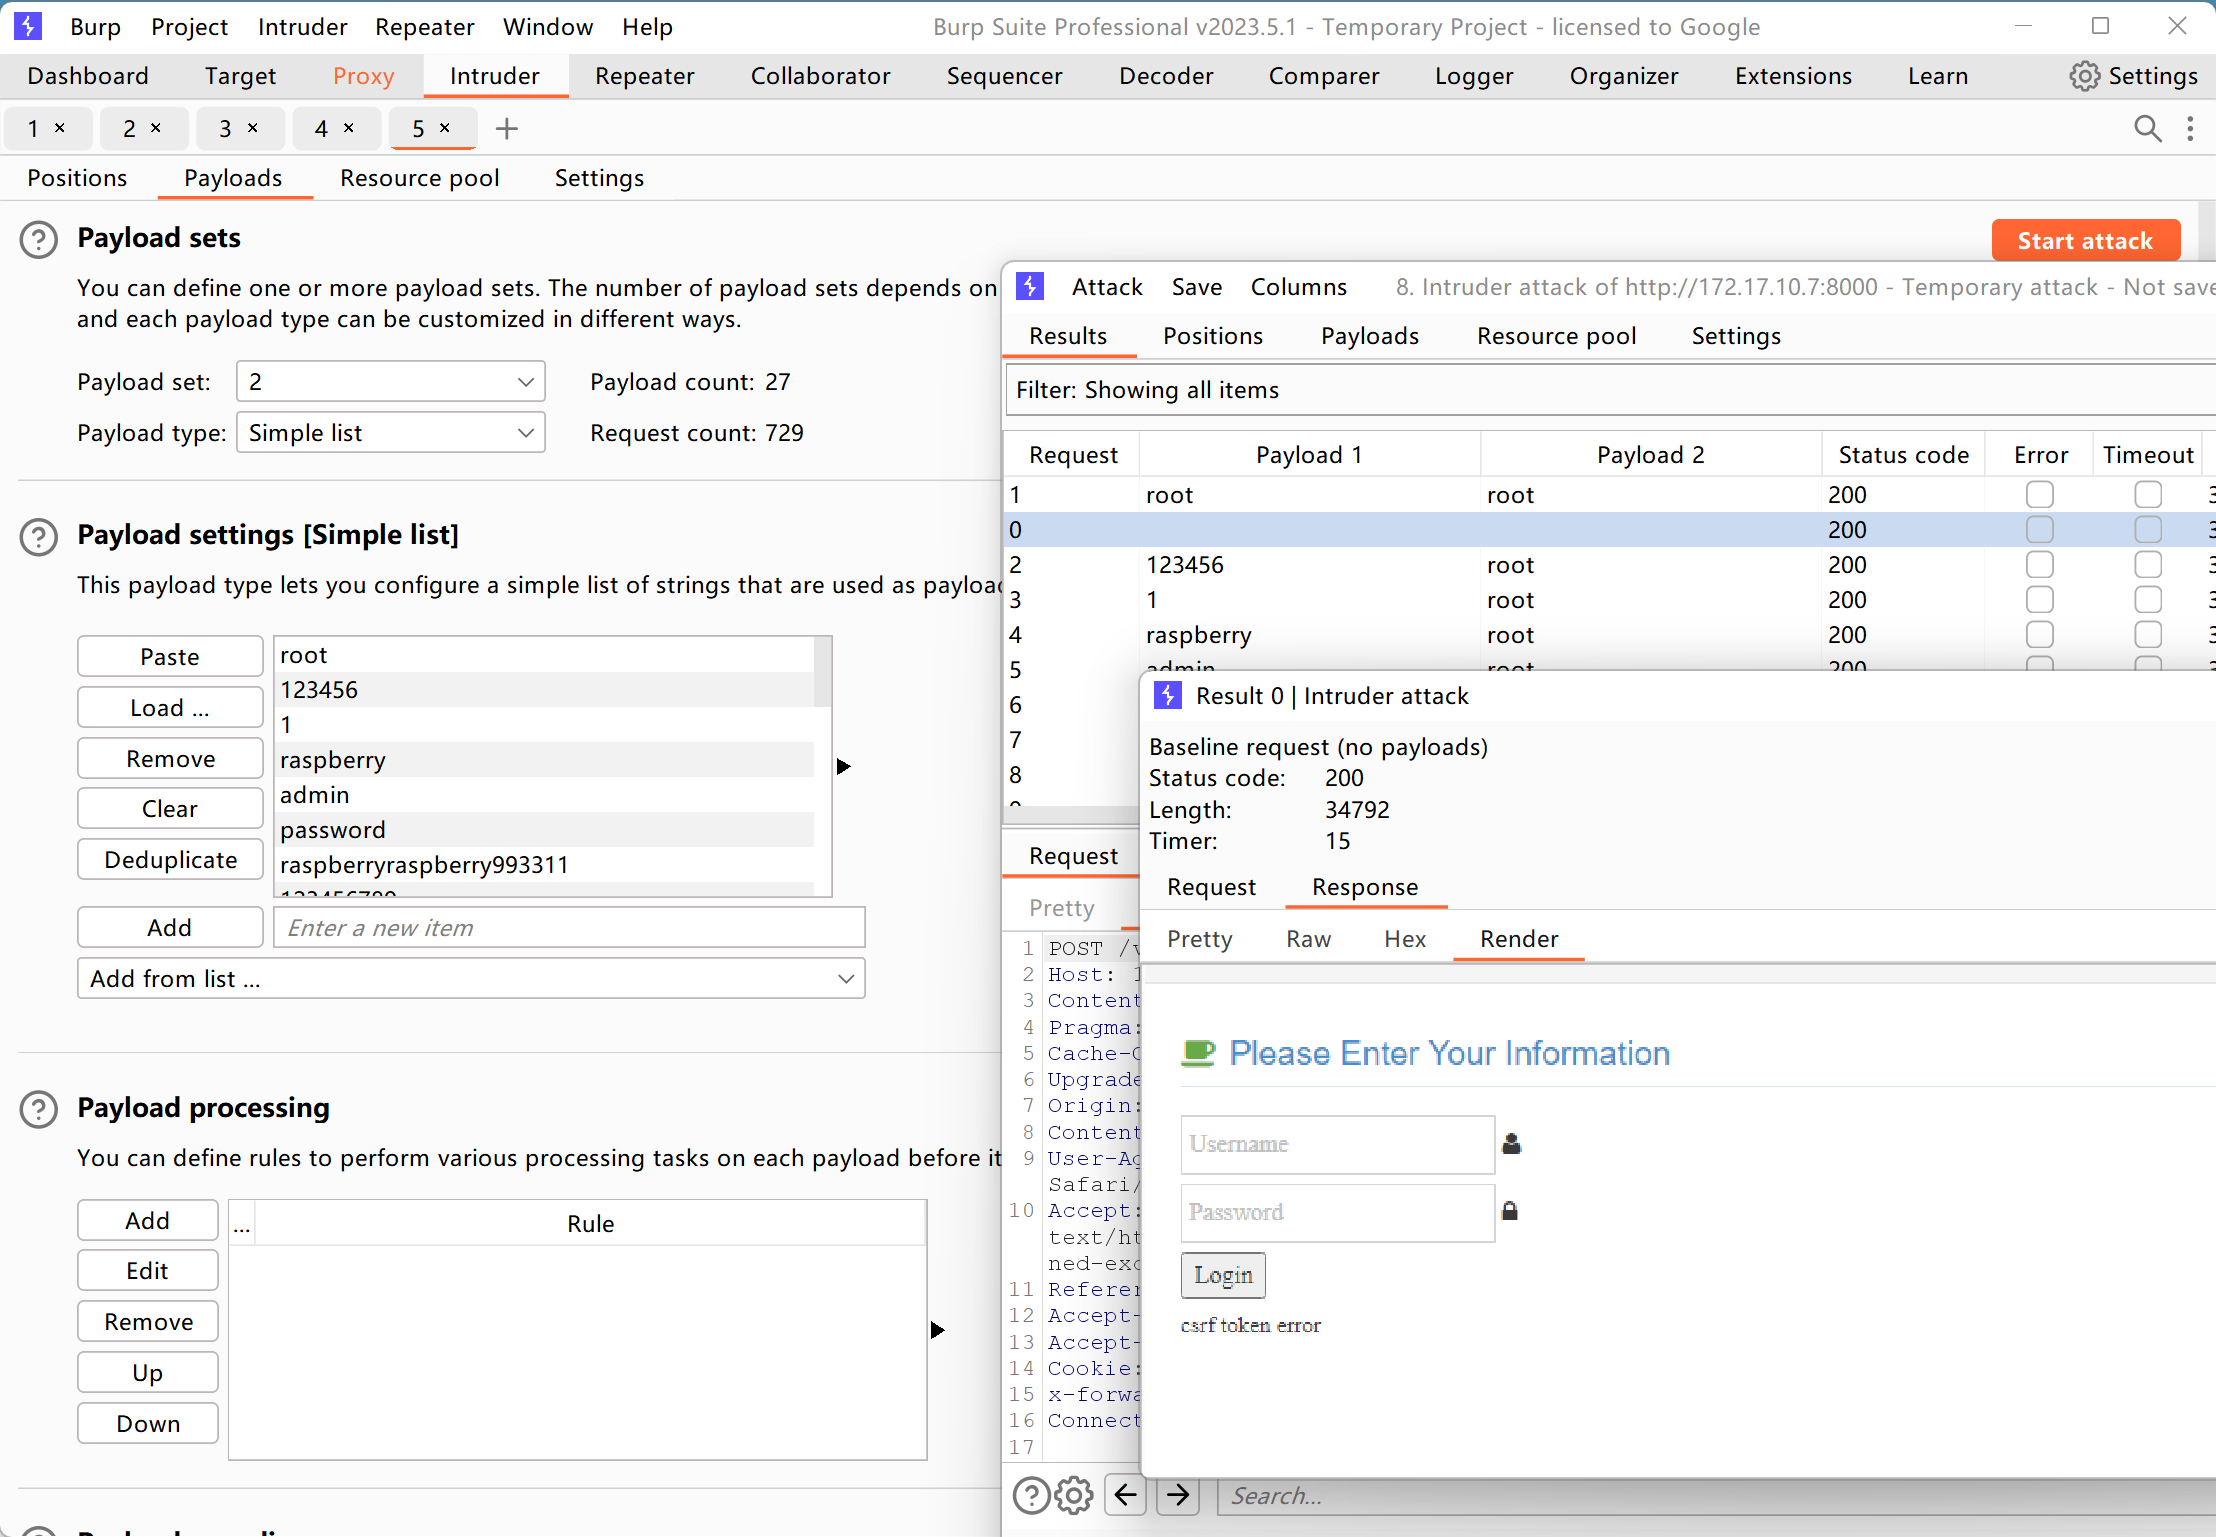 Burp Project Intruder Repeater Window Help Burp Suite Professional v2023.5.1 - Temporary Project - licensed to Google
Dashboard Target Proxy Intruder Repeater Collaborator Sequencer Decoder Comparer Logger Organizer Extensions Learn Settings
1 × 2 × 3 × 4 × 5 × +
Positions Payloads Resource pool Settings
Payload sets
Start attack
You can define one or more payload sets. The number of payload sets depends on
and each payload type can be customized in different ways.
Payload set: 2 Payload count: 27
Payload type: Simple list Request count: 729
Payload settings [Simple list]
This payload type lets you configure a simple list of strings that are used as payloa
Paste
Load ...
Remove
Clear
Deduplicate
root
123456
1
raspberry
admin
password
raspberryraspberry993311
Add Enter a new item
Add from list ...
Payload processing
You can define rules to perform various processing tasks on each payload before it
Add
Edit
Remove
Up
Down
... Rule
Attack Save Columns 8. Intruder attack of http://172.17.10.7:8000 - Temporary attack - Not save
Results Positions Payloads Resource pool Settings
Filter: Showing all items
Request Payload 1 Payload 2 Status code Error Timeout
1 root root 200 3
0 200 3
2 123456 root 200 3
3 1 root 200 3
4 raspberry root 200 3
5 admin root 200
6
7
8
Request
Pretty
1 POST /v
2 Host: 1
3 Content
4 Pragma:
5 Cache-C
6 Upgrade
7 Origin:
8 Content
9 User-Ag
Safari/
10 Accept:
text/ht
ned-exc
11 Referer
12 Accept-
13 Accept-
14 Cookie:
15 x-forwa
16 Connect
17
Search...
Result 0 | Intruder attack
Baseline request (no payloads)
Status code: 200
Length: 34792
Timer: 15
Request Response
Pretty Raw Hex Render
Please Enter Your Information
Username
Password
Login
csrf token error